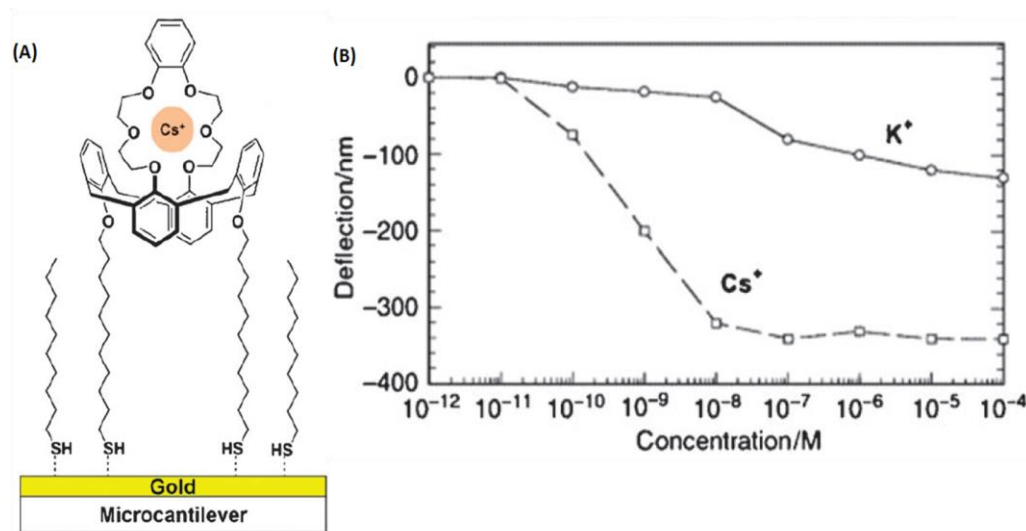 (A)
O
O
O
Cs⁺
O
O
O
O
O
SH
SH
HS
HS
Gold
Microcantilever
(B)
Deflection/nm
0
−100
−200
−300
−400
K⁺
Cs⁺
10⁻¹² 10⁻¹¹ 10⁻¹⁰ 10⁻⁹ 10⁻⁸ 10⁻⁷ 10⁻⁶ 10⁻⁵ 10⁻⁴
Concentration/M